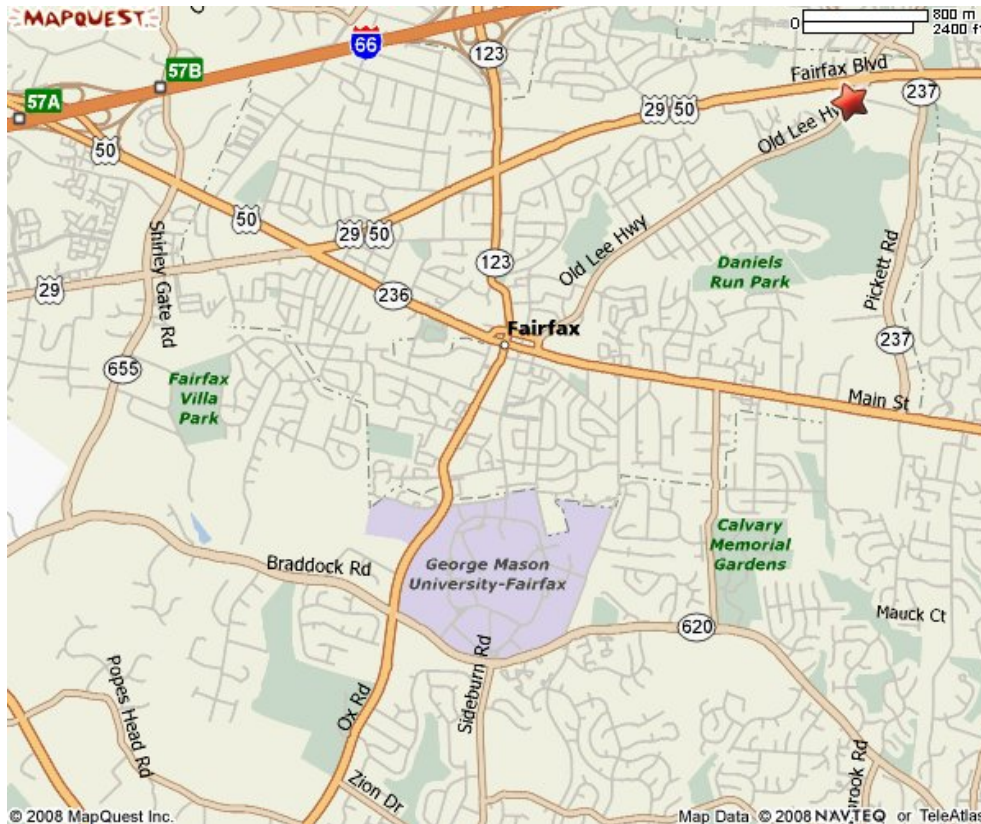 MAPQUEST
800 m
0
2400 ft
66
123
57B
57A
Fairfax Blvd
237
29 50
50
Old Lee Hwy
50
29 50
Shirley Gate Rd
123
Old Lee Hwy
Daniels
Run Park
Pickett Rd
29
236
Fairfax
237
655
Fairfax
Villa
Park
Main St
Calvary
Memorial
Gardens
Braddock Rd
George Mason
University-Fairfax
Mauck Ct
620
Popes Head Rd
Ox Rd
Sideburn Rd
Zion Dr
Rd
© 2008 MapQuest Inc.
Map Data © 2008 NAVTEQ or TeleAtlas